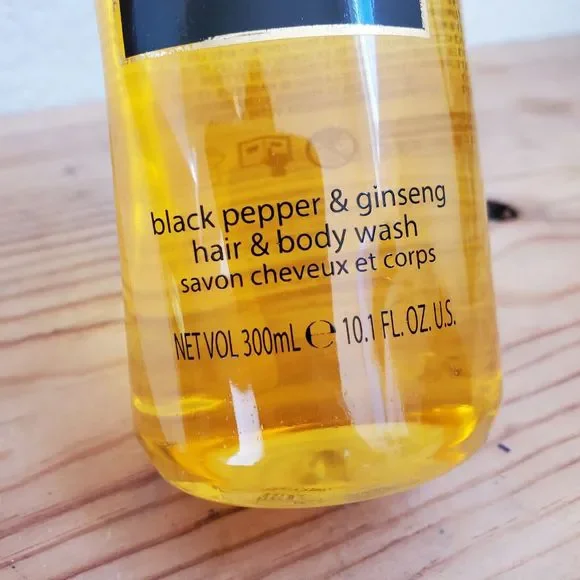 black pepper & ginseng
hair & body wash
savon cheveux et corps
NET VOL 300mL ℮ 10.1 FL. OZ. U.S.